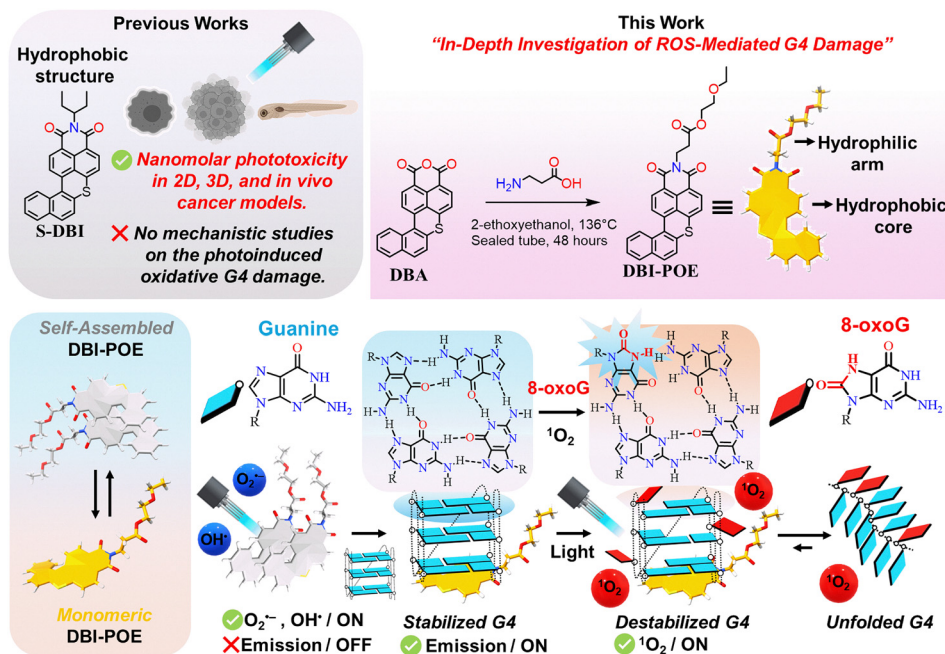 Previous Works
Hydrophobic
structure
O
N
O
S
S-DBI
Nanomolar phototoxicity
in 2D, 3D, and in vivo
cancer models.
No mechanistic studies
on the photoinduced
oxidative G4 damage.
This Work
“In-Depth Investigation of ROS-Mediated G4 Damage”
O
O
O
S
DBA
H₂N
O
OH
2-ethoxyethanol, 136°C
Sealed tube, 48 hours
O
O
O
O
N
O
S
DBI-POE
Hydrophilic
arm
Hydrophobic
core
Self-Assembled
DBI-POE
Monomeric
DBI-POE
Guanine
O
N
NH
N
N
NH₂
R
8-oxoG
¹O₂
8-oxoG
O
H
N
NH
O
N
N
NH₂
R
O₂•−
OH•
O₂•− , OH• / ON
Emission / OFF
Stabilized G4
Emission / ON
Light
¹O₂
¹O₂
Destabilized G4
¹O₂ / ON
¹O₂
Unfolded G4